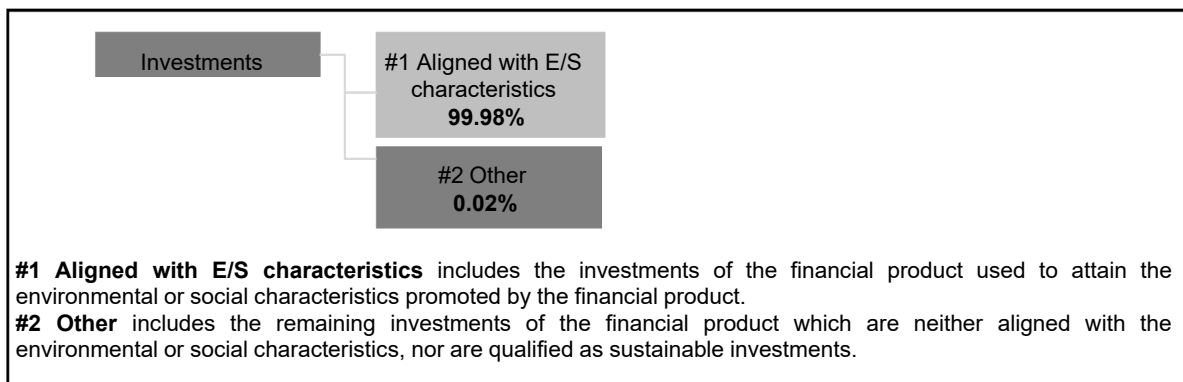 Investments
#1 Aligned with E/S
characteristics
99.98%
#2 Other
0.02%
#1 Aligned with E/S characteristics includes the investments of the financial product used to attain the
environmental or social characteristics promoted by the financial product.
#2 Other includes the remaining investments of the financial product which are neither aligned with the
environmental or social characteristics, nor are qualified as sustainable investments.